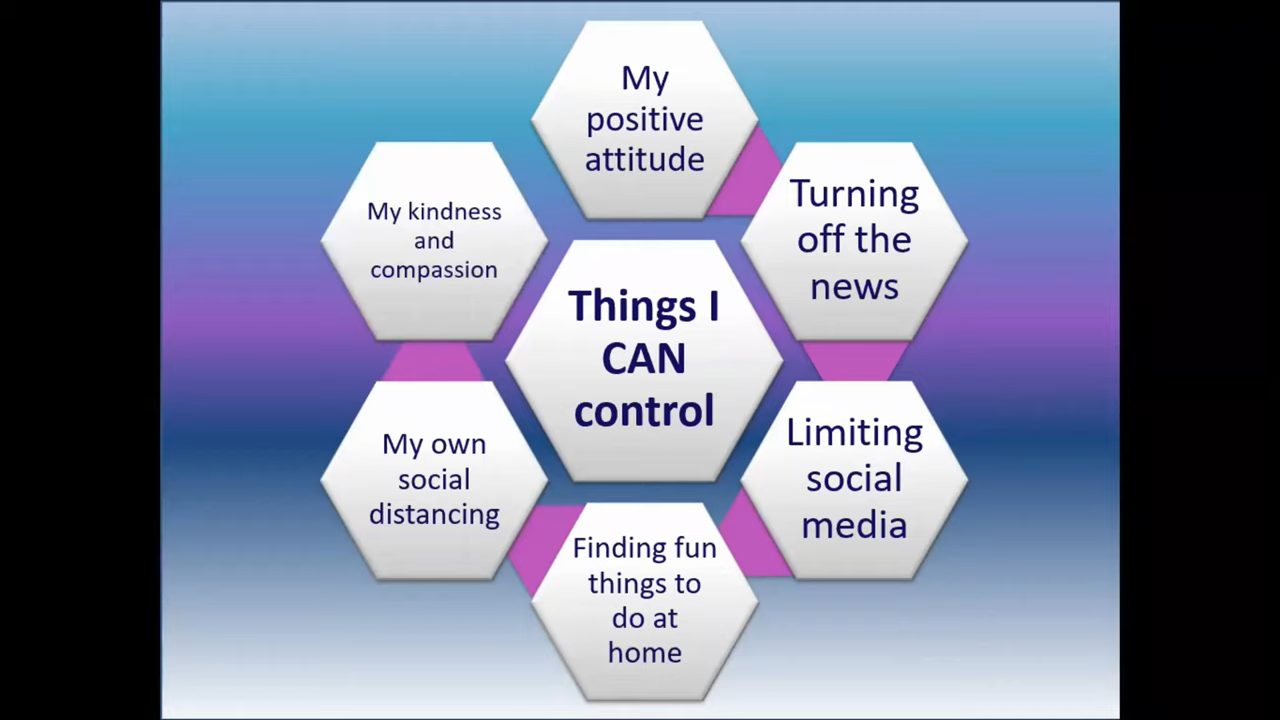 My
positive
attitude
Turning
off the
news
Limiting
social
media
Finding fun
things to
do at
home
My own
social
distancing
My kindness
and
compassion
Things I
CAN
control